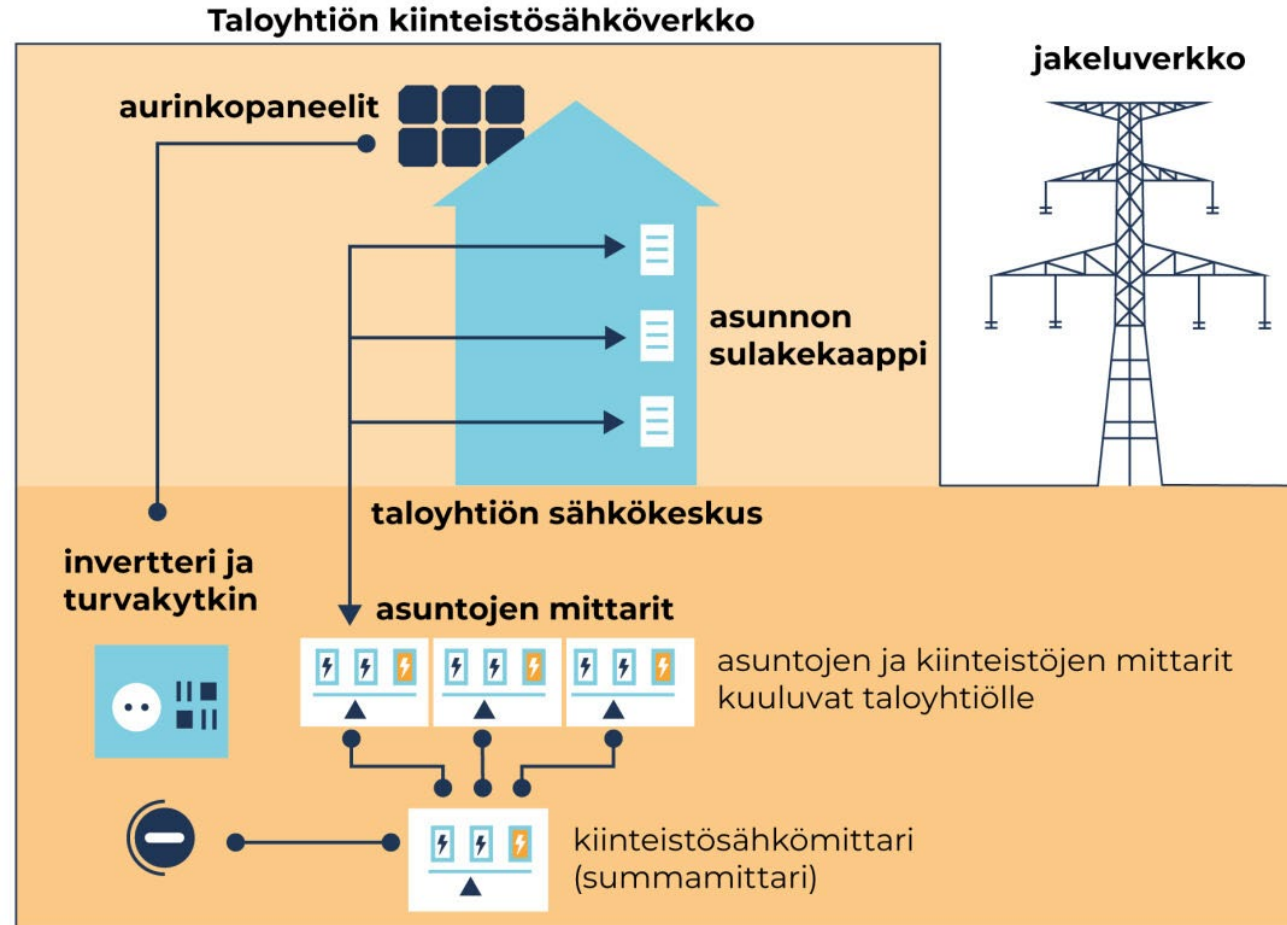 Taloyhtiön kiinteistösähköverkko
jakeluverkko
aurinkopaneelit
asunnon
sulakekaappi
taloyhtiön sähkökeskus
invertteri ja
turvakytkin
asuntojen mittarit
asuntojen ja kiinteistöjen mittarit
kuuluvat taloyhtiölle
kiinteistösähkömittari
(summamittari)